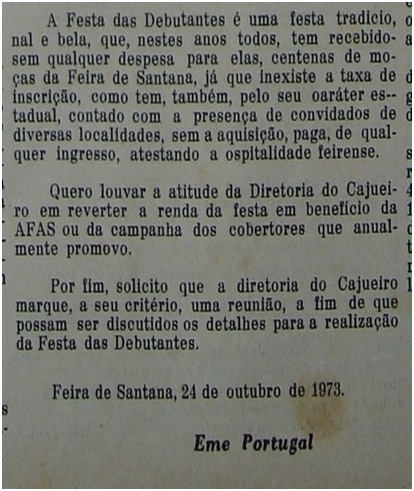 A Festa das Debutantes é uma festa tradicio,
nal e bela, que, nestes anos todos, tem recebido-
sem qualquer despesa para elas, centenas de mo-
ças da Feira de Santana, já que inexiste a taxa de
inscrição, como tem, também, pelo seu oaráter es--
tadual, contado com a presença de convidados de
diversas localidades, sem a aquisição, paga, de qual-
quer ingresso, atestando a ospitalidade feirense.
Quero louvar a atitude da Diretoria do Cajuei-
ro em reverter a renda da festa em benefício da
AFAS ou da campanha dos cobertores que anual-
mente promovo.
Por fim, solicito que a diretoria do Cajueiro
marque, a seu critério, uma reunião, a fim de que
possam ser discutidos os detalhes para a realização
da Festa das Debutantes.
Feira de Santana, 24 de outubro de 1973.
Eme Portugal